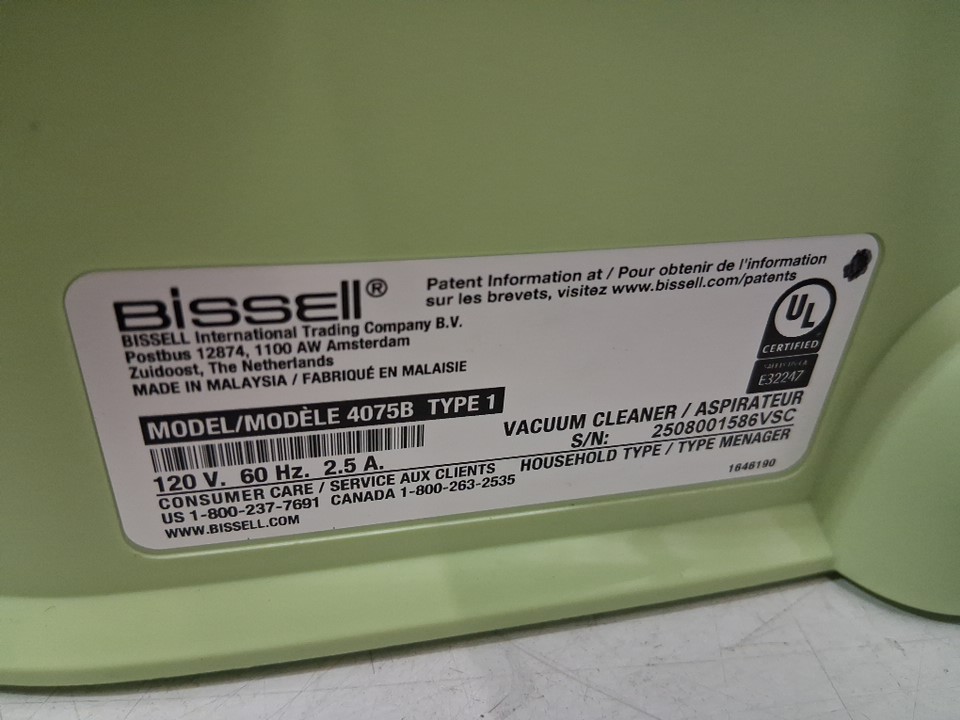 BISSELL®
BISSELL International Trading Company B.V.
Postbus 12874, 1100 AW Amsterdam
Zuidoost, The Netherlands
MADE IN MALAYSIA / FABRIQUÉ EN MALAISIE
Patent Information at / Pour obtenir de l'information
sur les brevets, visitez www.bissell.com/patents
UL
CERTIFIED
E32247
MODEL/MODÈLE 4075B TYPE 1
120 V. 60 Hz. 2.5 A.
CONSUMER CARE / SERVICE AUX CLIENTS
US 1-800-237-7691 CANADA 1-800-263-2535
WWW.BISSELL.COM
VACUUM CLEANER / ASPIRATEUR
S/N: 2508001586VSC
HOUSEHOLD TYPE / TYPE MENAGER
1646190